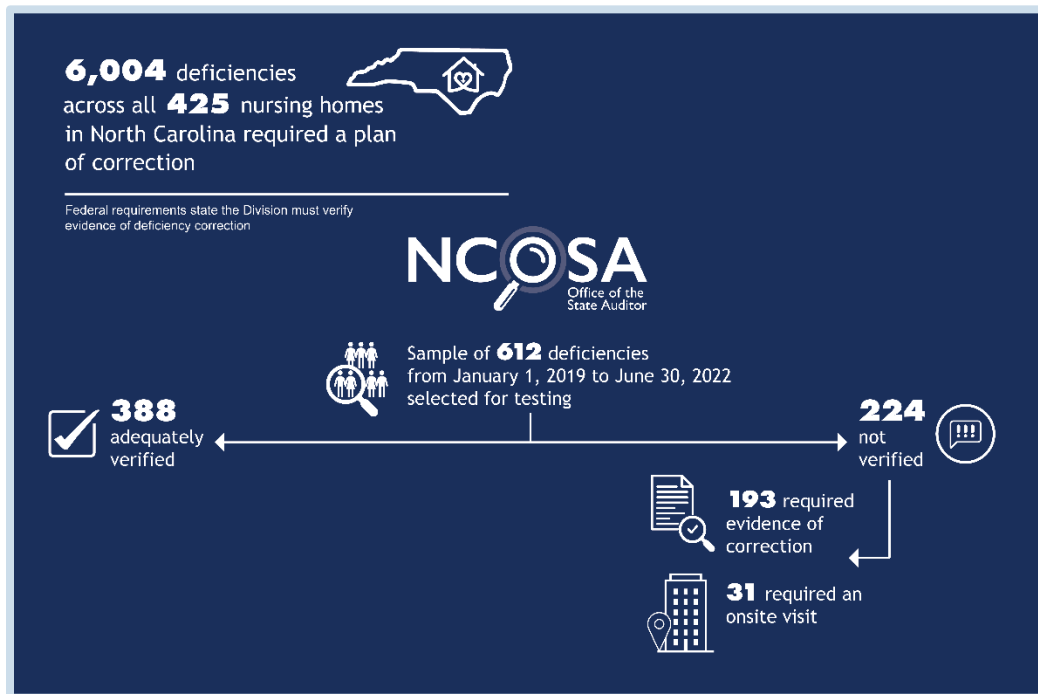 6,004 deficiencies
across all 425 nursing homes
in North Carolina required a plan
of correction
Federal requirements state the Division must verify
evidence of deficiency correction
NCOSA
Office of the
State Auditor
Sample of 612 deficiencies
from January 1, 2019 to June 30, 2022
selected for testing
388
adequately
verified
224
not
verified
!!!
193 required
evidence of
correction
31 required an
onsite visit